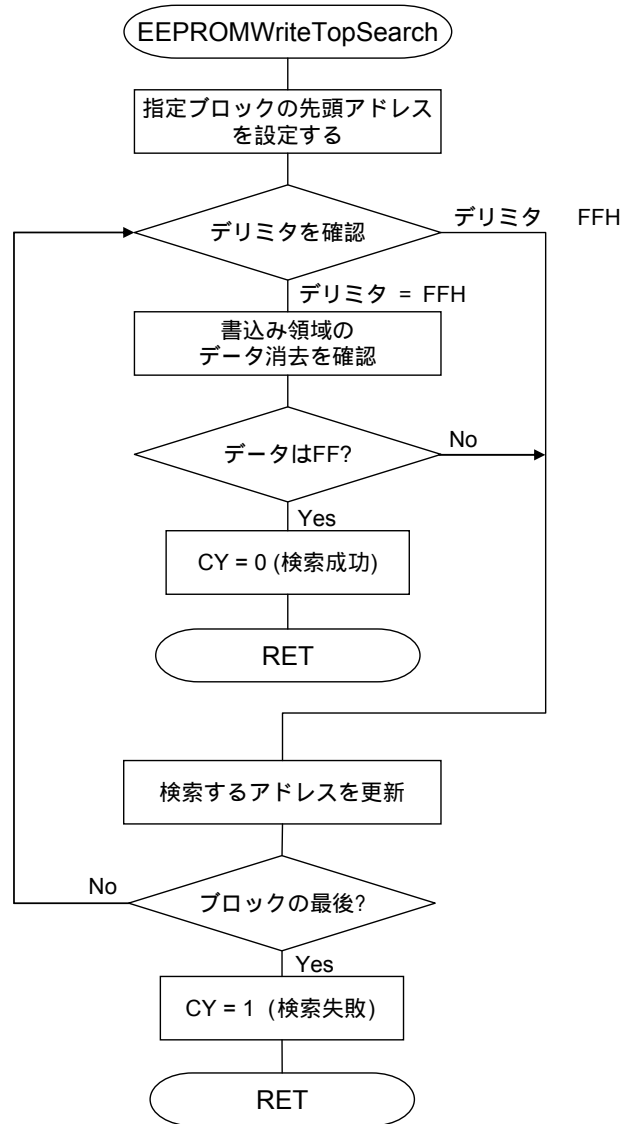 EEPROMWriteTopSearch
指定ブロックの先頭アドレス
を設定する
デリミタを確認
デリミタ FFH
デリミタ = FFH
書込み領域の
データ消去を確認
データはFF?
No
Yes
CY = 0 (検索成功)
RET
検索するアドレスを更新
No
ブロックの最後?
Yes
CY = 1 (検索失敗)
RET